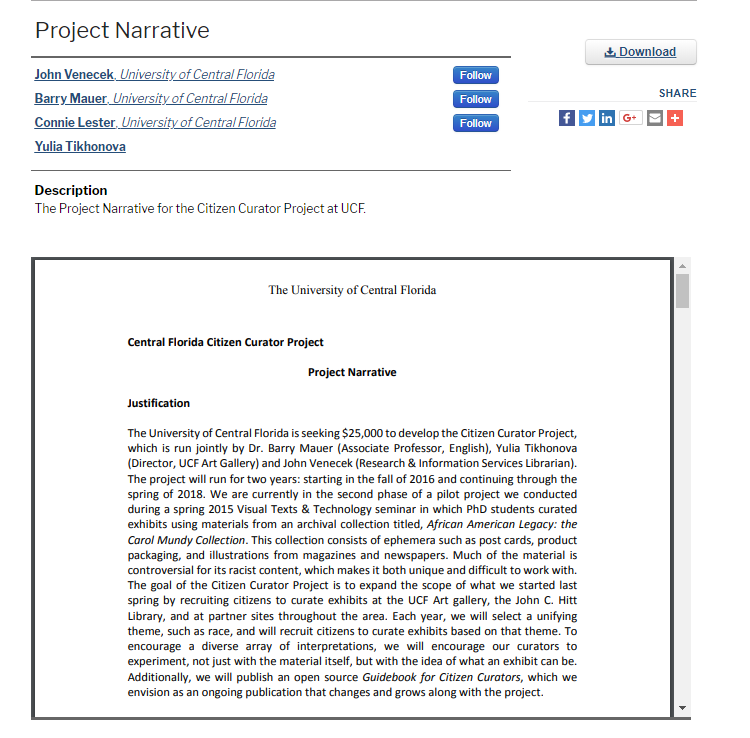 Project Narrative
Download
John Venecek, University of Central Florida
Follow
SHARE
Barry Mauer, University of Central Florida
Follow
Connie Lester, University of Central Florida
Follow
f in G+ +
Yulia Tikhonova
Description
The Project Narrative for the Citizen Curator Project at UCF.
The University of Central Florida
Central Florida Citizen Curator Project
Project Narrative
Justification
The University of Central Florida is seeking $25,000 to develop the Citizen Curator Project,
which is run jointly by Dr. Barry Mauer (Associate Professor, English), Yulia Tikhonova
(Director, UCF Art Gallery) and John Venecek (Research & Information Services Librarian).
The project will run for two years: starting in the fall of 2016 and continuing through the
spring of 2018. We are currently in the second phase of a pilot project we conducted
during a spring 2015 Visual Texts & Technology seminar in which PhD students curated
exhibits using materials from an archival collection titled, African American Legacy: the
Carol Mundy Collection. This collection consists of ephemera such as post cards, product
packaging, and illustrations from magazines and newspapers. Much of the material is
controversial for its racist content, which makes it both unique and difficult to work with.
The goal of the Citizen Curator Project is to expand the scope of what we started last
spring by recruiting citizens to curate exhibits at the UCF Art gallery, the John C. Hitt
Library, and at partner sites throughout the area. Each year, we will select a unifying
theme, such as race, and will recruit citizens to curate exhibits based on that theme. To
encourage a diverse array of interpretations, we will encourage our curators to
experiment, not just with the material itself, but with the idea of what an exhibit can be.
Additionally, we will publish an open source Guidebook for Citizen Curators, which we
envision as an ongoing publication that changes and grows along with the project.